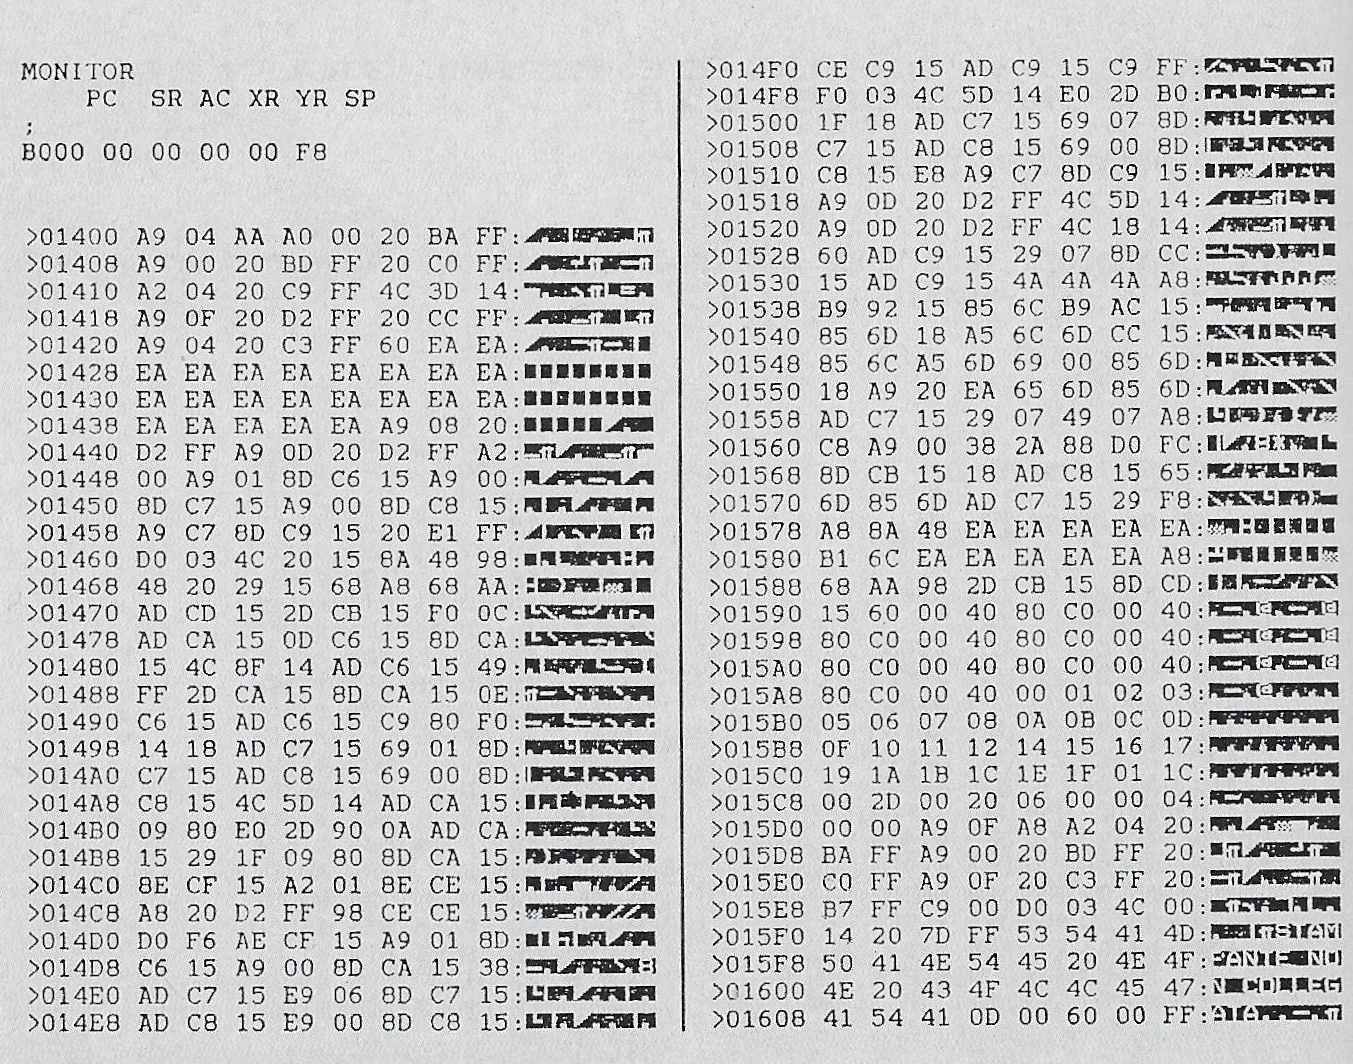 MONITOR
PC SR AC XR YR SP
;
B000 00 00 00 00 F8
>01400 A9 04 AA A0 00 20 BA FF:
>01408 A9 00 20 BD FF 20 C0 FF:
>01410 A2 04 20 C9 FF 4C 3D 14:
>01418 A9 0F 20 D2 FF 20 CC FF:
>01420 A9 04 20 C3 FF 60 EA EA:
>01428 EA EA EA EA EA EA EA EA:
>01430 EA EA EA EA EA EA EA EA:
>01438 EA EA EA EA EA A9 08 20:
>01440 D2 FF A9 0D 20 D2 FF A2:
>01448 00 A9 01 8D C6 15 A9 00:
>01450 8D C7 15 A9 00 8D C8 15:
>01458 A9 C7 8D C9 15 20 E1 FF:
>01460 D0 03 4C 20 15 8A 48 98:
>01468 48 20 29 15 68 A8 68 AA:
>01470 AD CD 15 2D CB 15 F0 0C:
>01478 AD CA 15 0D C6 15 8D CA:
>01480 15 4C 8F 14 AD C6 15 49:
>01488 FF 2D CA 15 8D CA 15 0E:
>01490 C6 15 AD C6 15 C9 80 F0:
>01498 14 18 AD C7 15 69 01 8D:
>014A0 C7 15 AD C8 15 69 00 8D:
>014A8 C8 15 4C 5D 14 AD CA 15:
>014B0 09 80 E0 2D 90 0A AD CA:
>014B8 15 29 1F 09 80 8D CA 15:
>014C0 8E CF 15 A2 01 8E CE 15:
>014C8 A8 20 D2 FF 98 CE CE 15:
>014D0 D0 F6 AE CF 15 A9 01 8D:
>014D8 C6 15 A9 00 8D CA 15 38:
>014E0 AD C7 15 E9 06 8D C7 15:
>014E8 AD C8 15 E9 00 8D C8 15:
>014F0 CE C9 15 AD C9 15 C9 FF:
>014F8 F0 03 4C 5D 14 E0 2D B0:
>01500 1F 18 AD C7 15 69 07 8D:
>01508 C7 15 AD C8 15 69 00 8D:
>01510 C8 15 E8 A9 C7 8D C9 15:
>01518 A9 0D 20 D2 FF 4C 5D 14:
>01520 A9 0D 20 D2 FF 4C 18 14:
>01528 60 AD C9 15 29 07 8D CC:
>01530 15 AD C9 15 4A 4A 4A A8:
>01538 B9 92 15 85 6C B9 AC 15:
>01540 85 6D 18 A5 6C 6D CC 15:
>01548 85 6C A5 6D 69 00 85 6D:
>01550 18 A9 20 EA 65 6D 85 6D:
>01558 AD C7 15 29 07 49 07 A8:
>01560 C8 A9 00 38 2A 88 D0 FC:
>01568 8D CB 15 18 AD C8 15 65:
>01570 6D 85 6D AD C7 15 29 F8:
>01578 A8 8A 48 EA EA EA EA EA:
>01580 B1 6C EA EA EA EA EA A8:
>01588 68 AA 98 2D CB 15 8D CD:
>01590 15 60 00 40 80 C0 00 40:
>01598 80 C0 00 40 80 C0 00 40:
>015A0 80 C0 00 40 80 C0 00 40:
>015A8 80 C0 00 40 00 01 02 03:
>015B0 05 06 07 08 0A 0B 0C 0D:
>015B8 0F 10 11 12 14 15 16 17:
>015C0 19 1A 1B 1C 1E 1F 01 1C:
>015C8 00 2D 00 20 06 00 00 04:
>015D0 00 00 A9 0F A8 A2 04 20:
>015D8 BA FF A9 00 20 BD FF 20:
>015E0 C0 FF A9 0F 20 C3 FF 20:
>015E8 B7 FF C9 00 D0 03 4C 00:
>015F0 14 20 7D FF 53 54 41 4D:STAM
>015F8 50 41 4E 54 45 20 4E 4F:PANTE NO
>01600 4E 20 43 4F 4C 4C 45 47:N COLLEG
>01608 41 54 41 0D 00 60 00 FF:ATA